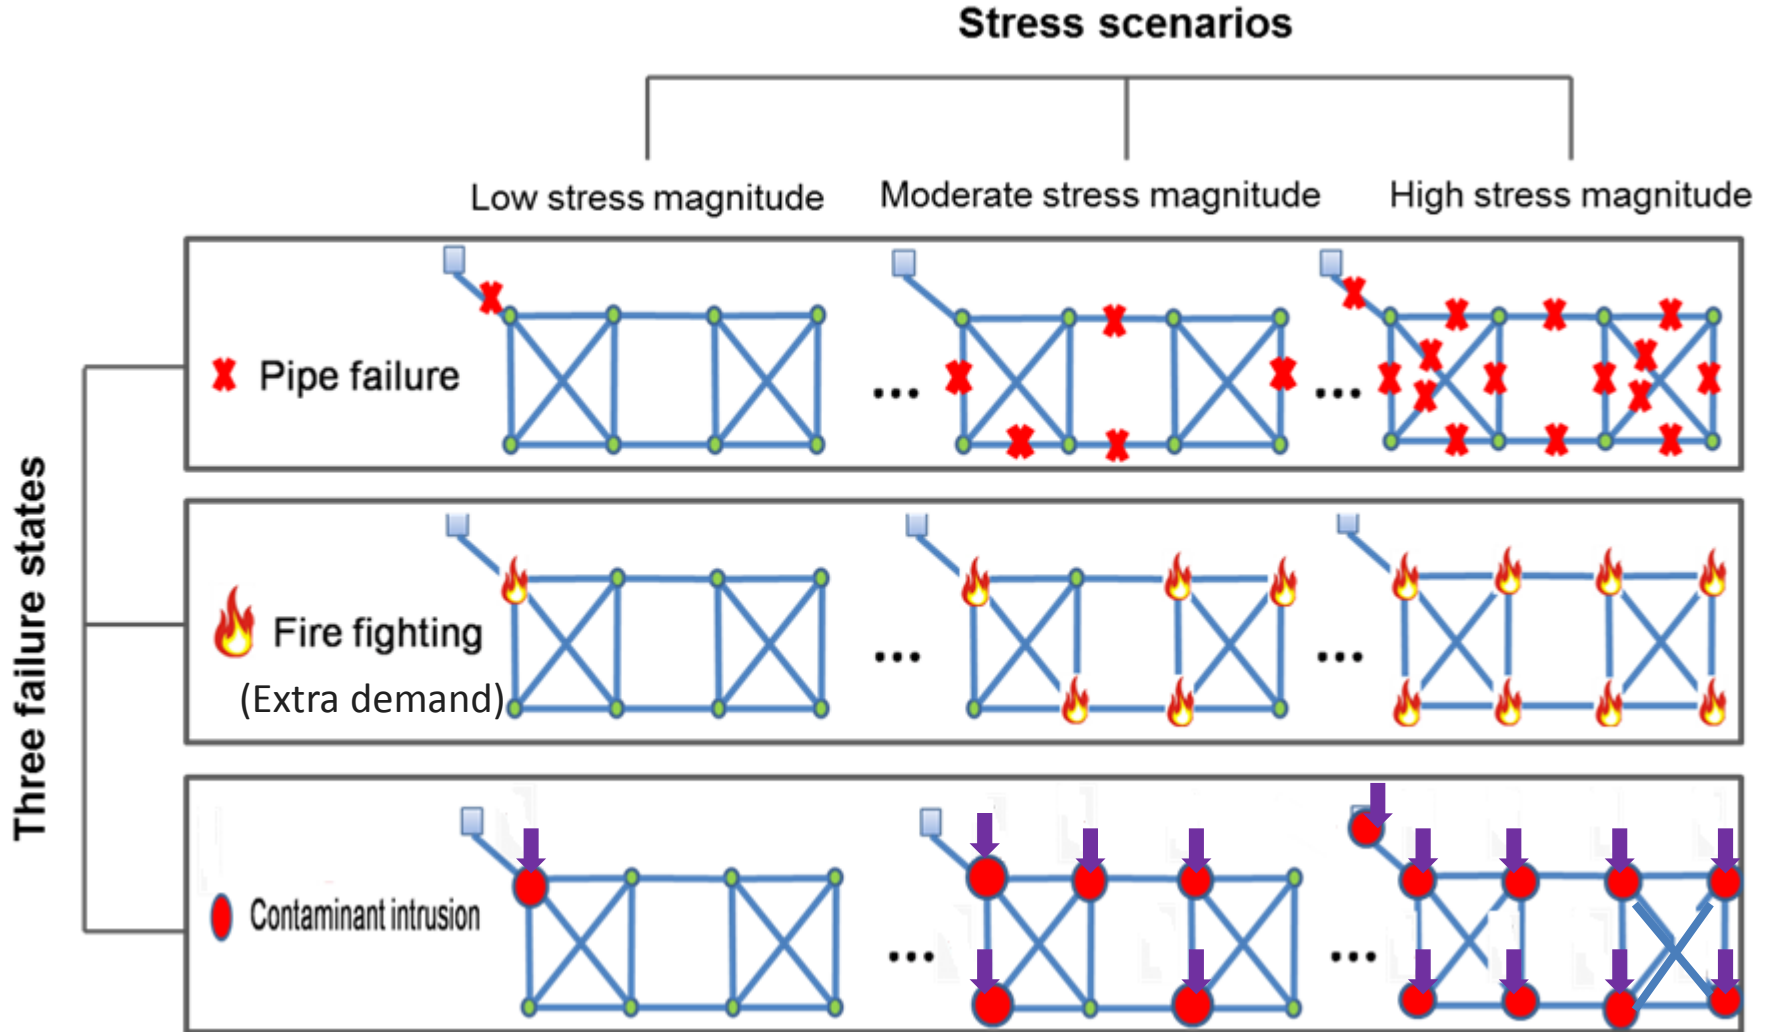 Stress scenarios
Low stress magnitude
Moderate stress magnitude
High stress magnitude
Three failure states
Pipe failure
...
...
Fire fighting
(Extra demand)
...
...
Contaminant intrusion
...
...